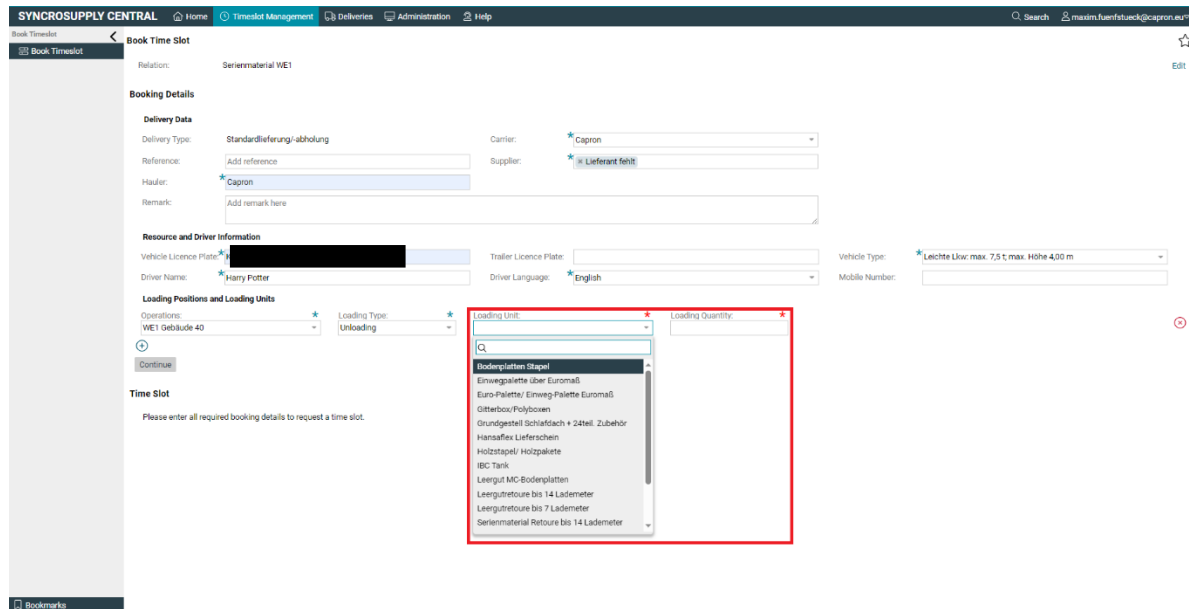 SYNCROSUPPLY CENTRAL Home Timeslot Management Deliveries Administration Help Search maxim.fuenfstueck@capron.eu
Book Timeslot
Book Timeslot
Book Time Slot
Relation: Serienmaterial WE1 Edit
Booking Details
Delivery Data
Delivery Type: Standardlieferung/-abholung Carrier: * Capron
Reference: Add reference Supplier: * Lieferant fehlt
Hauler: * Capron
Remark: Add remark here
Resource and Driver Information
Vehicle Licence Plate: * Trailer Licence Plate: Vehicle Type: * Leichte Lkw: max. 7,5 t; max. Höhe 4,00 m
Driver Name: * Harry Potter Driver Language: * English Mobile Number:
Loading Positions and Loading Units
Operations: * Loading Type: * Loading Unit: * Loading Quantity: *
WE1 Gebäude 40 Unloading
Continue
Bodenplatten Stapel
Einwegpalette über Euromaß
Euro-Palette/ Einweg-Palette Euromaß
Gitterbox/Polyboxen
Grundgestell Schlafdach + 24teil. Zubehör
Hansaflex Lieferschein
Holzstapel/ Holzpakete
IBC Tank
Leergut MC-Bodenplatten
Leergutretoure bis 14 Lademeter
Leergutretoure bis 7 Lademeter
Serienmaterial Retoure bis 14 Lademeter
Time Slot
Please enter all required booking details to request a time slot.
Bookmarks